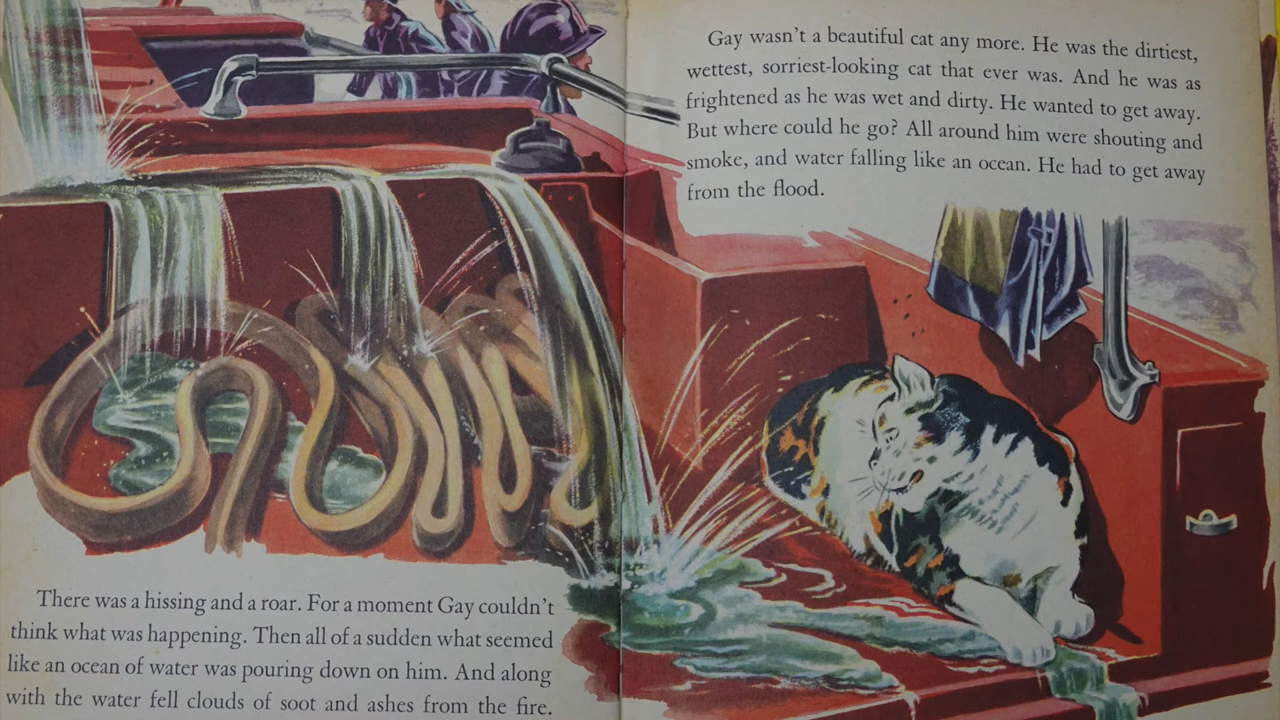 There was a hissing and a roar. For a moment Gay couldn't
think what was happening. Then all of a sudden what seemed
like an ocean of water was pouring down on him. And along
with the water fell clouds of soot and ashes from the fire.
Gay wasn't a beautiful cat any more. He was the dirtiest,
wettest, sorriest-looking cat that ever was. And he was as
frightened as he was wet and dirty. He wanted to get away.
But where could he go? All around him were shouting and
smoke, and water falling like an ocean. He had to get away
from the flood.